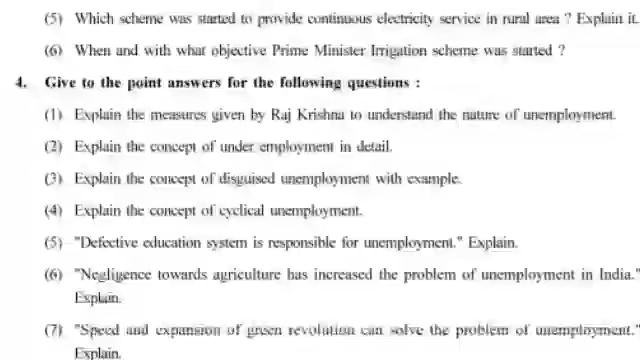 (5) Which scheme was started to provide continuous electricity service in rural area ? Explain it.
(6) When and with what objective Prime Minister Irrigation scheme was started ?
4. Give to the point answers for the following questions :
(1) Explain the measures given by Raj Krishna to understand the nature of unemployment.
(2) Explain the concept of under employment in detail.
(3) Explain the concept of disguised unemployment with example.
(4) Explain the concept of cyclical unemployment.
(5) "Defective education system is responsible for unemployment." Explain.
(6) "Negligence towards agriculture has increased the problem of unemployment in India."
Explain.
(7) "Speed and expansion of green revolution can solve the problem of unemployment."
Explain.